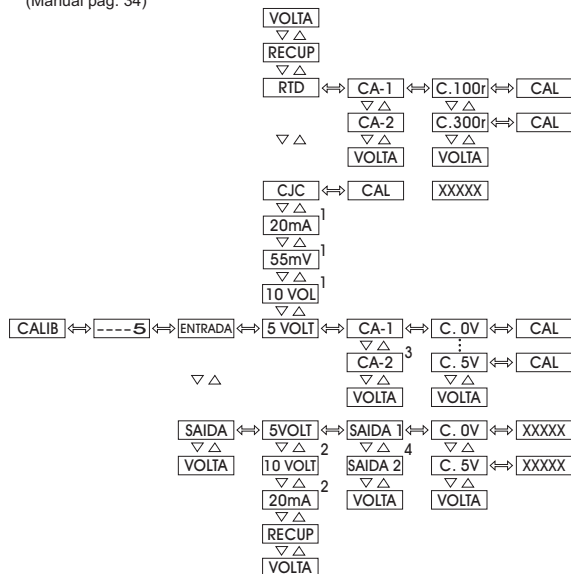 (Manual pág. 34)
VOLTA
RECUP
RTD CA-1 C.100r CAL
CA-2 C.300r CAL
VOLTA VOLTA
CJC CAL XXXXX
20mA 1
55mV 1
10 VOL 1
CALIB ----5 ENTRADA 5 VOLT CA-1 C. 0V CAL
CA-2 3 C. 5V CAL
VOLTA VOLTA
SAIDA 5VOLT SAIDA 1 C. 0V XXXXX
VOLTA 10 VOLT 2 SAIDA 2 4 C. 5V XXXXX
20mA 2 VOLTA VOLTA
RECUP
VOLTA